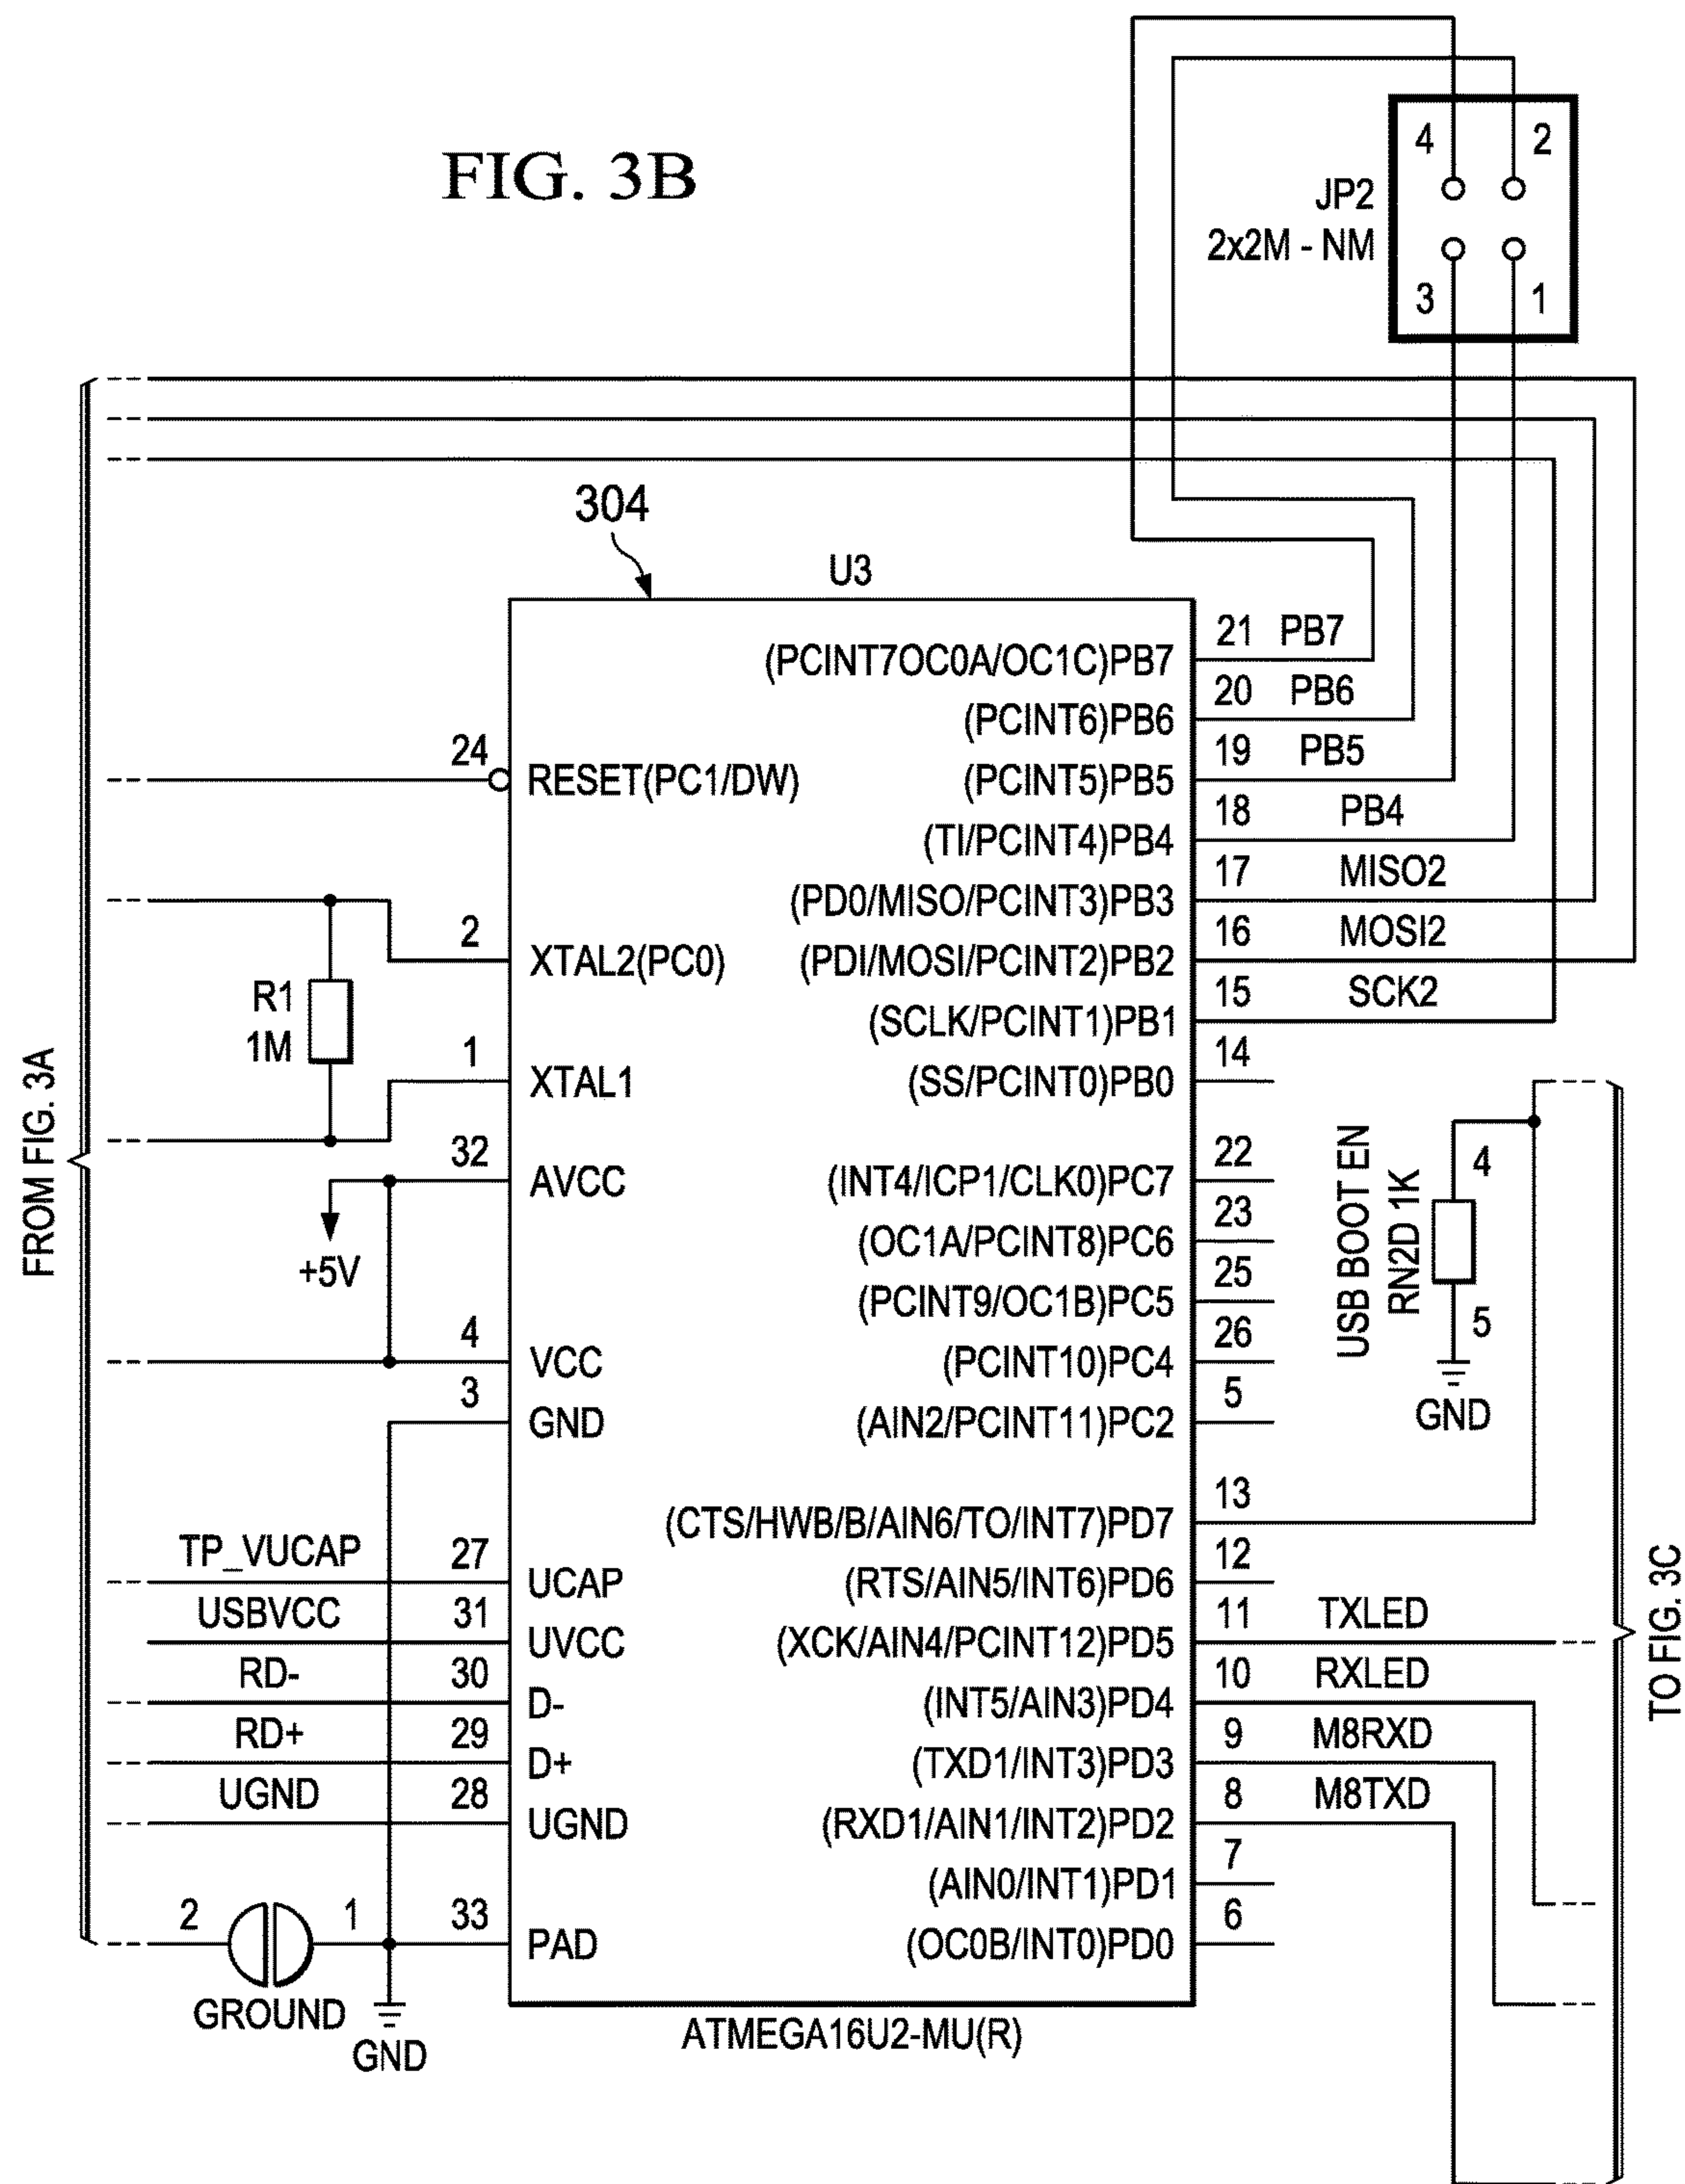 FIG. 3B
4 2
JP2
2x2M - NM
3 1
304
U3
(PCINT7OC0A/OC1C)PB7 21 PB7
(PCINT6)PB6 20 PB6
24 RESET(PC1/DW) (PCINT5)PB5 19 PB5
(TI/PCINT4)PB4 18 PB4
(PD0/MISO/PCINT3)PB3 17 MISO2
2 XTAL2(PC0) (PDI/MOSI/PCINT2)PB2 16 MOSI2
R1
1M
(SCLK/PCINT1)PB1 15 SCK2
1 XTAL1 (SS/PCINT0)PB0 14
FROM FIG. 3A
32 AVCC (INT4/ICP1/CLK0)PC7 22
+5V
(OC1A/PCINT8)PC6 23
(PCINT9/OC1B)PC5 25
4 VCC (PCINT10)PC4 26
3 GND (AIN2/PCINT11)PC2 5
USB BOOT EN
RN2D 1K
4
5
GND
(CTS/HWB/B/AIN6/TO/INT7)PD7 13
TP_VUCAP 27 UCAP (RTS/AIN5/INT6)PD6 12
USBVCC 31 UVCC (XCK/AIN4/PCINT12)PD5 11 TXLED
RD- 30 D- (INT5/AIN3)PD4 10 RXLED
RD+ 29 D+ (TXD1/INT3)PD3 9 M8RXD
UGND 28 UGND (RXD1/AIN1/INT2)PD2 8 M8TXD
(AIN0/INT1)PD1 7
2 1 33 PAD (OC0B/INT0)PD0 6
GROUND
GND
ATMEGA16U2-MU(R)
TO FIG. 3C